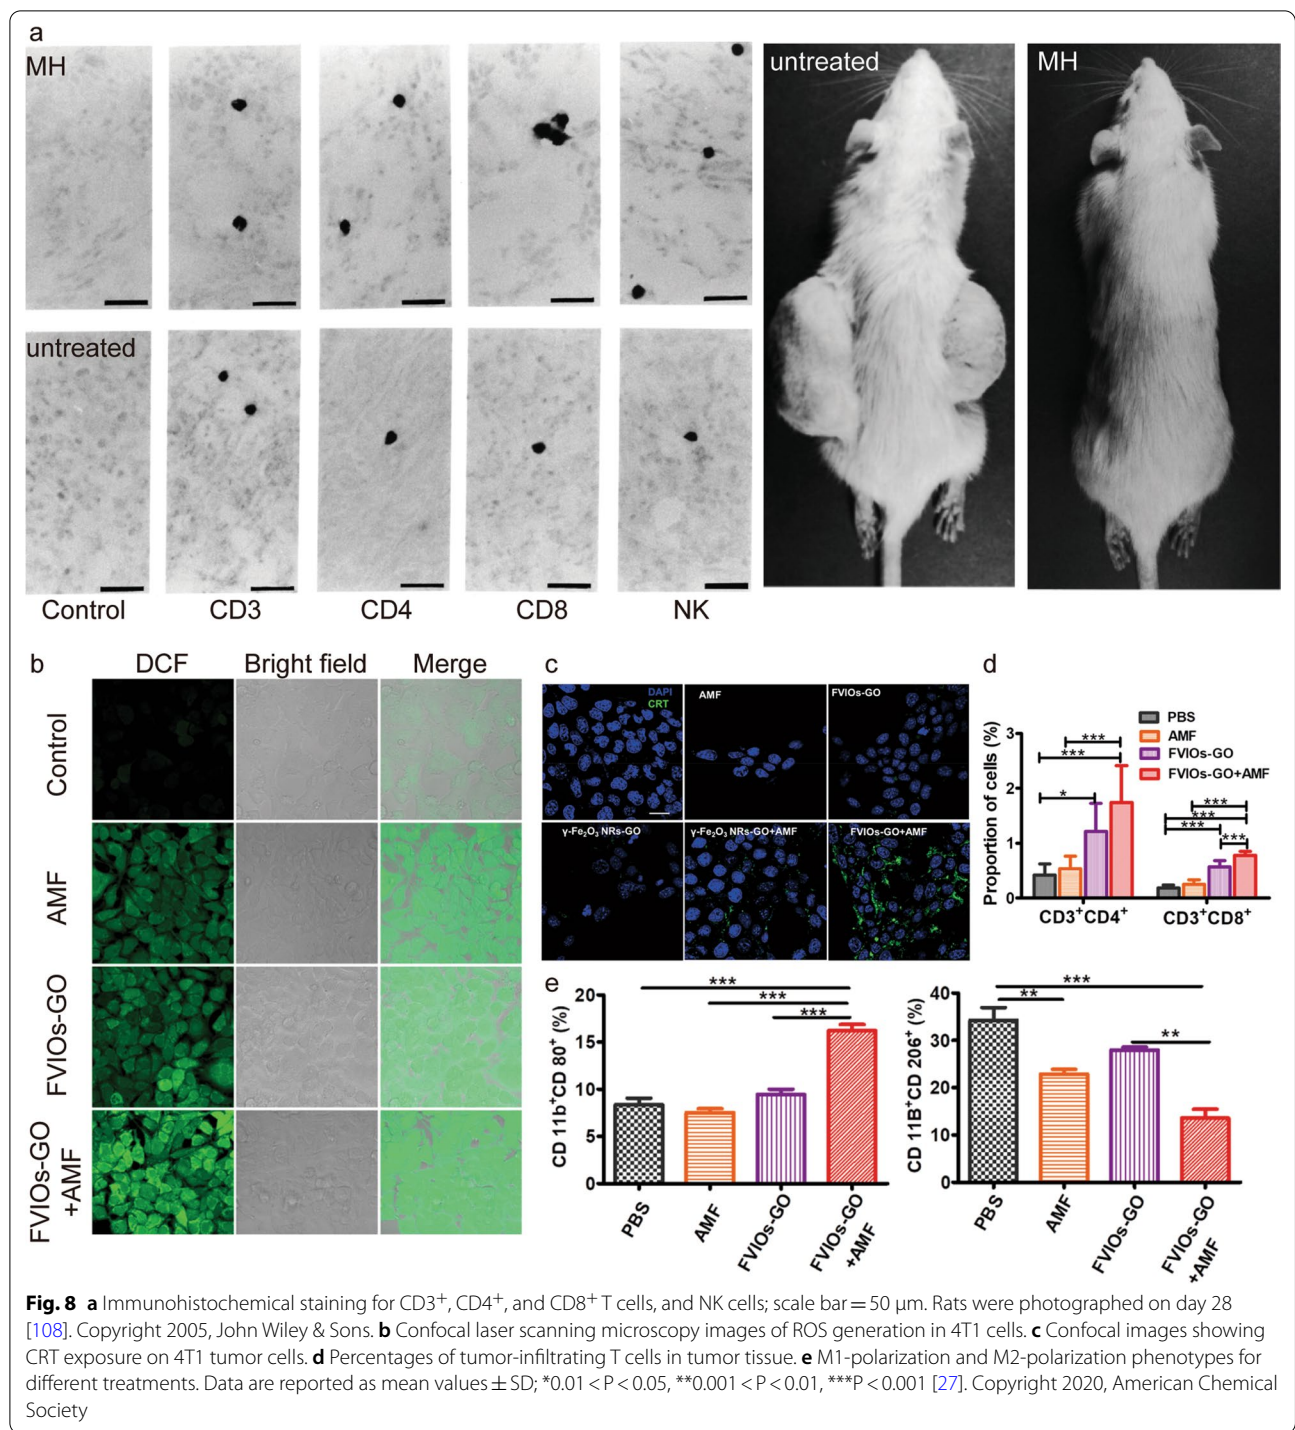 a
MH
untreated
MH
untreated
Control
CD3
CD4
CD8
NK
b
DCF
Bright field
Merge
Control
AMF
FVIOs-GO
FVIOs-GO
+AMF
c
DAPI
CRT
AMF
FVIOs-GO
γ-Fe₂O₃ NRs-GO
γ-Fe₂O₃ NRs-GO+AMF
FVIOs-GO+AMF
d
PBS
AMF
FVIOs-GO
FVIOs-GO+AMF
Proportion of cells (%)
3
2
1
0
***
***
*
***
***
***
***
CD3⁺CD4⁺
CD3⁺CD8⁺
e
CD 11b⁺CD 80⁺ (%)
20
15
10
5
0
***
***
***
PBS
AMF
FVIOs-GO
FVIOs-GO
+AMF
CD 11B⁺CD 206⁺ (%)
40
30
20
10
0
***
**
**
PBS
AMF
FVIOs-GO
FVIOs-GO
+AMF
Fig. 8 a Immunohistochemical staining for CD3⁺, CD4⁺, and CD8⁺ T cells, and NK cells; scale bar = 50 μm. Rats were photographed on day 28
[108]. Copyright 2005, John Wiley & Sons. b Confocal laser scanning microscopy images of ROS generation in 4T1 cells. c Confocal images showing
CRT exposure on 4T1 tumor cells. d Percentages of tumor-infiltrating T cells in tumor tissue. e M1-polarization and M2-polarization phenotypes for
different treatments. Data are reported as mean values ± SD; *0.01 < P < 0.05, **0.001 < P < 0.01, ***P < 0.001 [27]. Copyright 2020, American Chemical
Society